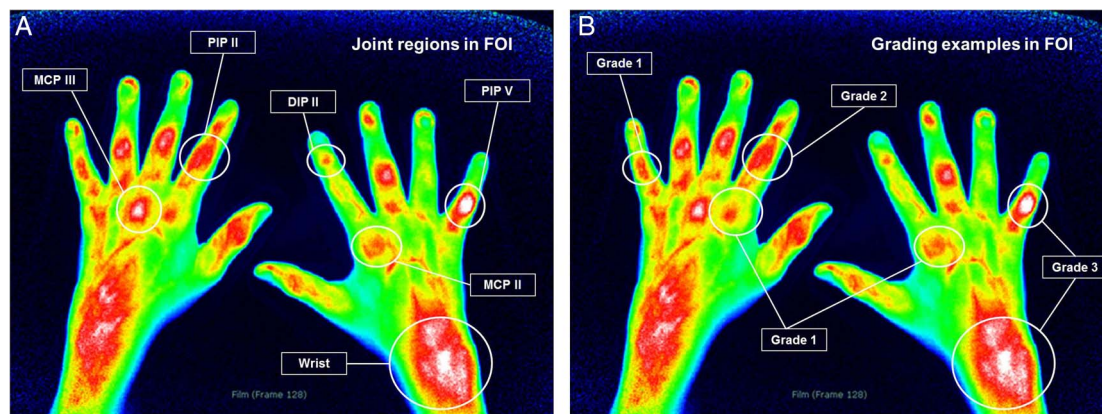 A
Joint regions in FOI
PIP II
MCP III
DIP II
PIP V
MCP II
Wrist
Film (Frame 128)
B
Grading examples in FOI
Grade 1
Grade 2
Grade 3
Grade 1
Film (Frame 128)